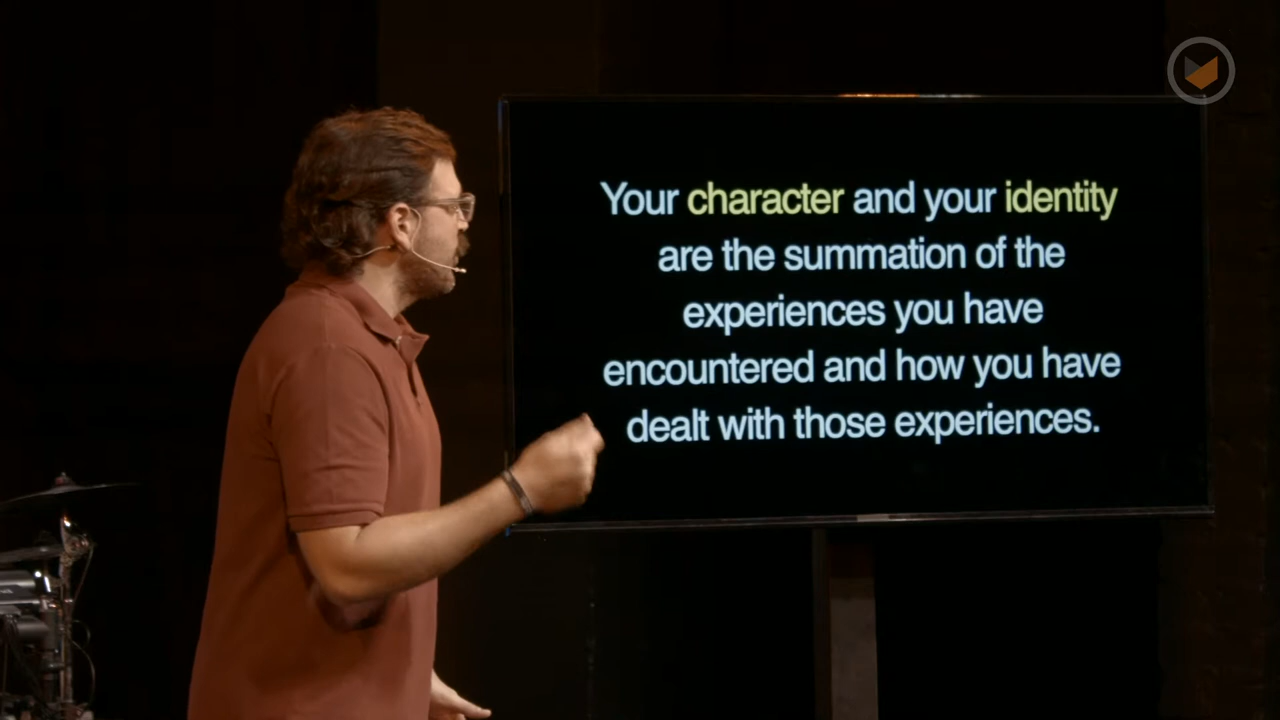 Your character and your identity
are the summation of the
experiences you have
encountered and how you have
dealt with those experiences.